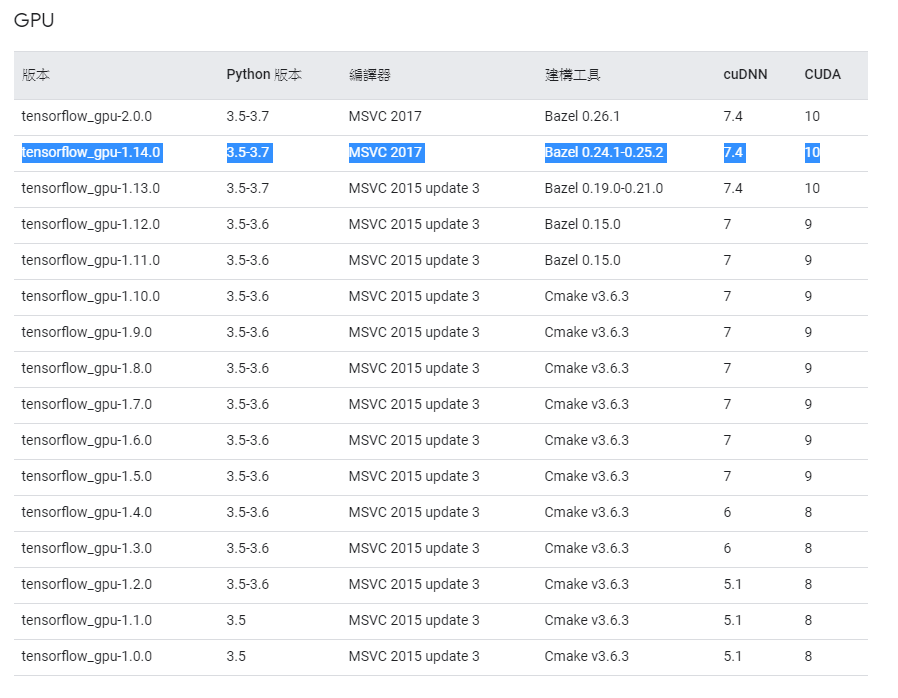 GPU
版本 Python 版本 編譯器 建構工具 cuDNN CUDA
tensorflow_gpu-2.0.0 3.5-3.7 MSVC 2017 Bazel 0.26.1 7.4 10
tensorflow_gpu-1.14.0 3.5-3.7 MSVC 2017 Bazel 0.24.1-0.25.2 7.4 10
tensorflow_gpu-1.13.0 3.5-3.7 MSVC 2015 update 3 Bazel 0.19.0-0.21.0 7.4 10
tensorflow_gpu-1.12.0 3.5-3.6 MSVC 2015 update 3 Bazel 0.15.0 7 9
tensorflow_gpu-1.11.0 3.5-3.6 MSVC 2015 update 3 Bazel 0.15.0 7 9
tensorflow_gpu-1.10.0 3.5-3.6 MSVC 2015 update 3 Cmake v3.6.3 7 9
tensorflow_gpu-1.9.0 3.5-3.6 MSVC 2015 update 3 Cmake v3.6.3 7 9
tensorflow_gpu-1.8.0 3.5-3.6 MSVC 2015 update 3 Cmake v3.6.3 7 9
tensorflow_gpu-1.7.0 3.5-3.6 MSVC 2015 update 3 Cmake v3.6.3 7 9
tensorflow_gpu-1.6.0 3.5-3.6 MSVC 2015 update 3 Cmake v3.6.3 7 9
tensorflow_gpu-1.5.0 3.5-3.6 MSVC 2015 update 3 Cmake v3.6.3 7 9
tensorflow_gpu-1.4.0 3.5-3.6 MSVC 2015 update 3 Cmake v3.6.3 6 8
tensorflow_gpu-1.3.0 3.5-3.6 MSVC 2015 update 3 Cmake v3.6.3 6 8
tensorflow_gpu-1.2.0 3.5-3.6 MSVC 2015 update 3 Cmake v3.6.3 5.1 8
tensorflow_gpu-1.1.0 3.5 MSVC 2015 update 3 Cmake v3.6.3 5.1 8
tensorflow_gpu-1.0.0 3.5 MSVC 2015 update 3 Cmake v3.6.3 5.1 8